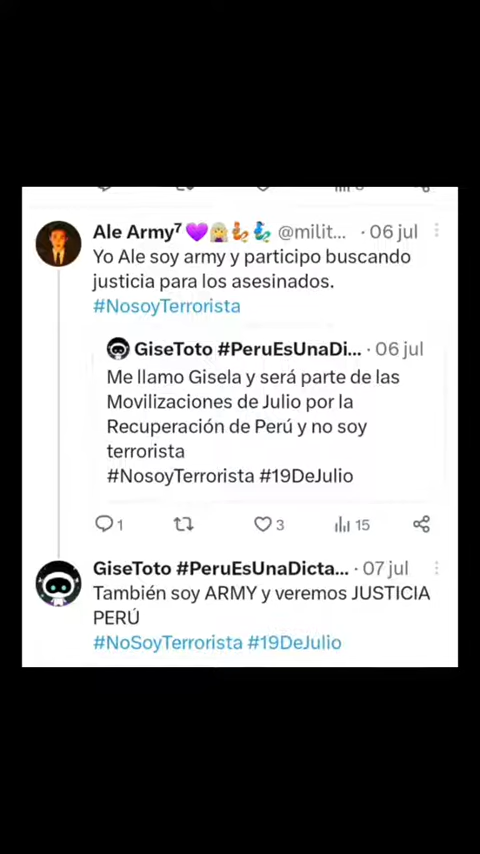 Ale Army⁷💜👸🏼🧞‍♂️🧞‍♂️ @milit... · 06 jul
Yo Ale soy army y participo buscando
justicia para los asesinados.
#NosoyTerrorista
GiseToto #PeruEsUnaDi... · 06 jul
Me llamo Gisela y será parte de las
Movilizaciones de Julio por la
Recuperación de Perú y no soy
terrorista
#NosoyTerrorista #19DeJulio
1 3 15
GiseToto #PeruEsUnaDicta... · 07 jul
También soy ARMY y veremos JUSTICIA
PERÚ
#NoSoyTerrorista #19DeJulio